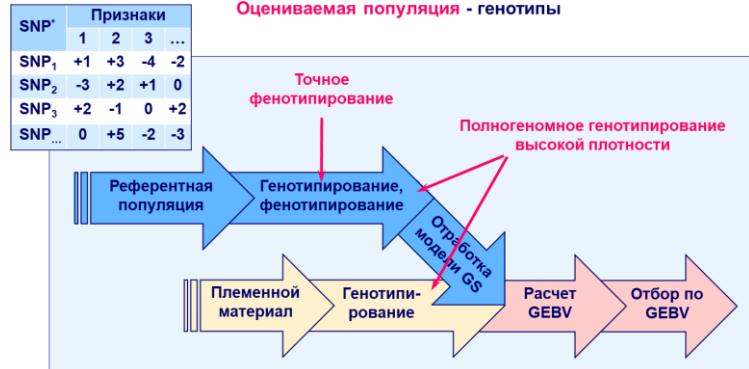 Оцениваемая популяция - генотипы
SNP* Признаки
1 2 3 ...
SNP1 +1 +3 -4 -2
SNP2 -3 +2 +1 0
SNP3 +2 -1 0 +2
SNP... 0 +5 -2 -3
Точное
фенотипирование
Полногеномное генотипирование
высокой плотности
Референтная
популяция
Генотипирование,
фенотипирование
Отработка
модели GS
Племенной
материал
Генотипи-
рование
Расчет
GEBV
Отбор по
GEBV